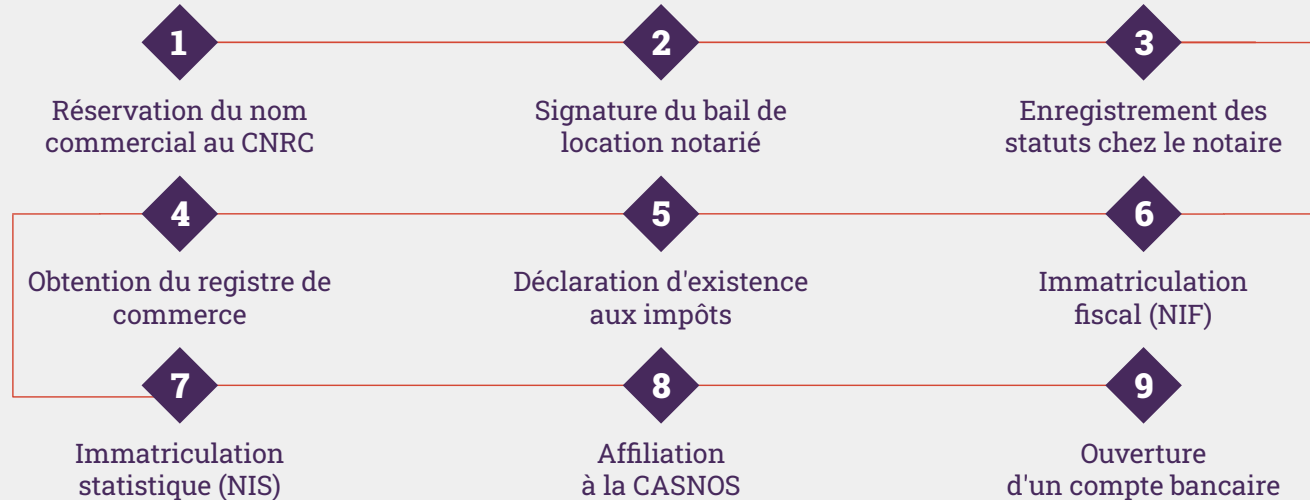 1
Réservation du nom
commercial au CNRC
2
Signature du bail de
location notarié
3
Enregistrement des
statuts chez le notaire
4
Obtention du registre de
commerce
5
Déclaration d'existence
aux impôts
6
Immatriculation
fiscal (NIF)
7
Immatriculation
statistique (NIS)
8
Affiliation
à la CASNOS
9
Ouverture
d'un compte bancaire